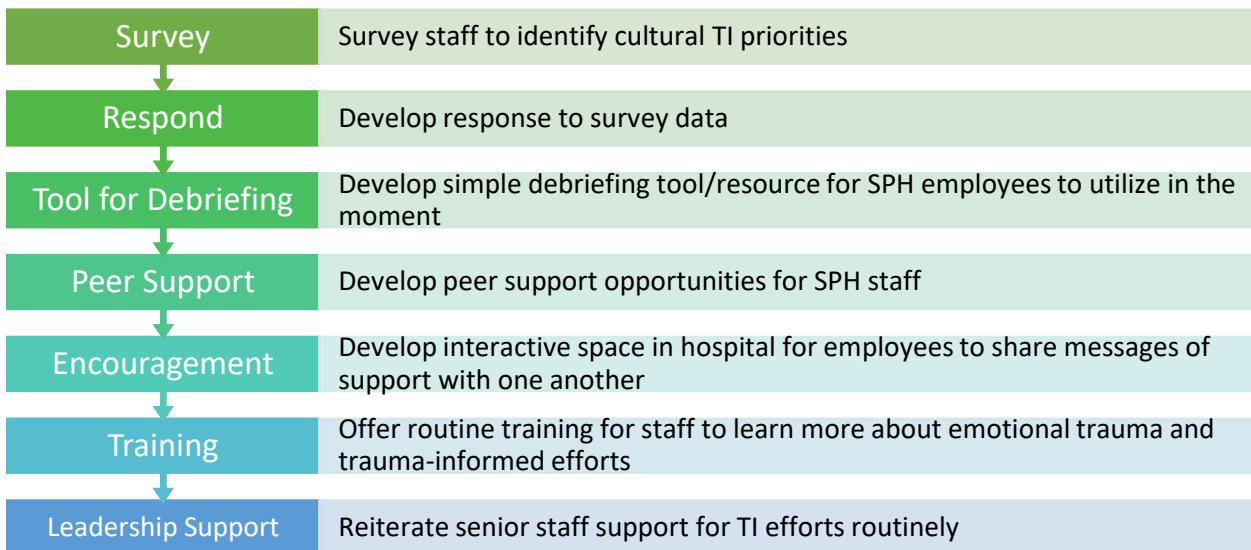 Survey
Survey staff to identify cultural TI priorities
Respond
Develop response to survey data
Tool for Debriefing
Develop simple debriefing tool/resource for SPH employees to utilize in the
moment
Peer Support
Develop peer support opportunities for SPH staff
Encouragement
Develop interactive space in hospital for employees to share messages of
support with one another
Training
Offer routine training for staff to learn more about emotional trauma and
trauma-informed efforts
Leadership Support
Reiterate senior staff support for TI efforts routinely